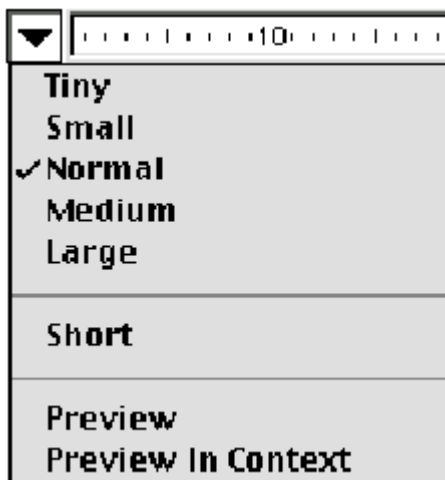 10
Tiny
Small
Normal
Medium
Large
Short
Preview
Preview In Context